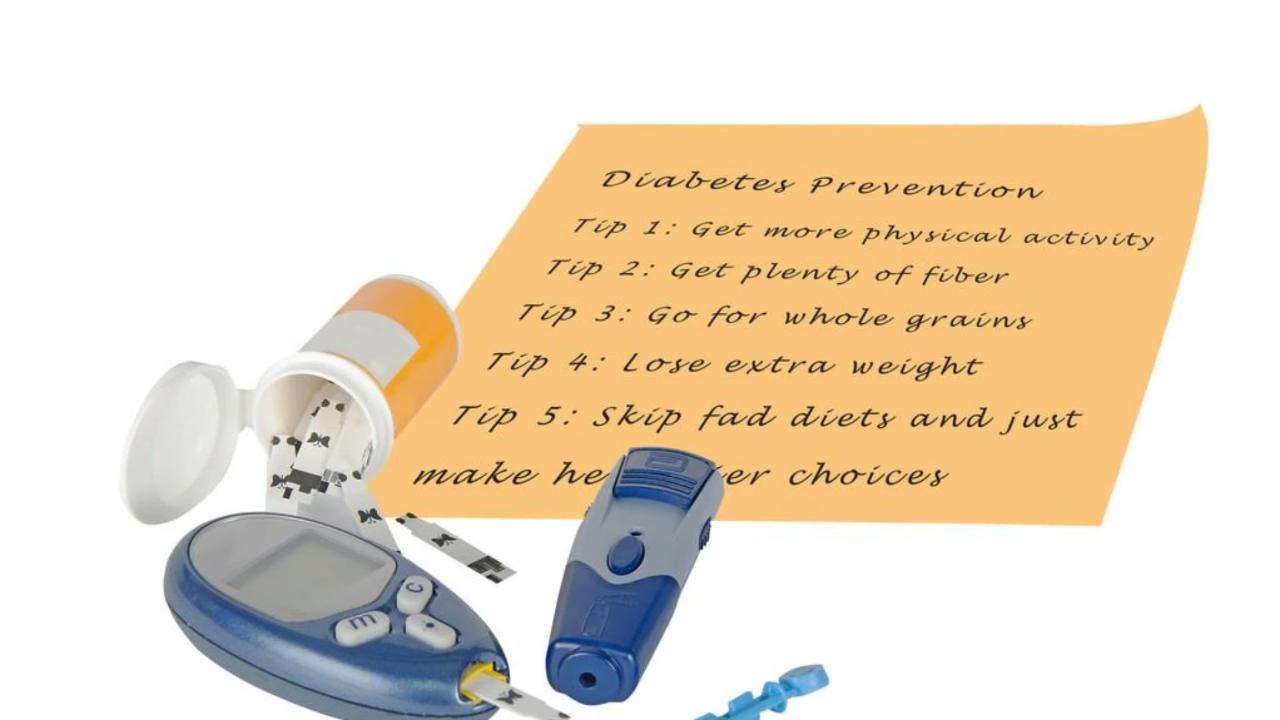 Diabetes Prevention
Tip 1: Get more physical activity
Tip 2: Get plenty of fiber
Tip 3: Go for whole grains
Tip 4: Lose extra weight
Tip 5: Skip fad diets and just
make choices
C
m